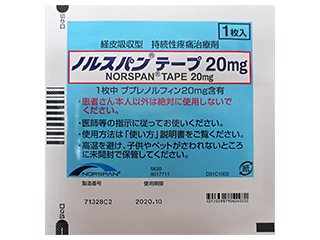 1枚入
経皮吸収型 持続性疼痛治療剤
ノルスパン®テープ 20mg
NORSPAN® TAPE 20mg
1枚中 ブプレノルフィン20mg含有
・患者さん本人以外は絶対に使用しないで
ください。
・医師等の指示に従ってお使いください。
・使用方法は「使い方」説明書をご覧ください。
・高温を避け、子供やペットがさわれないところ
に未開封で保管してください。
NORSPAN®
5620
6017711
D31C1002
製造番号
使用期限
71328C2
2020.10
紙